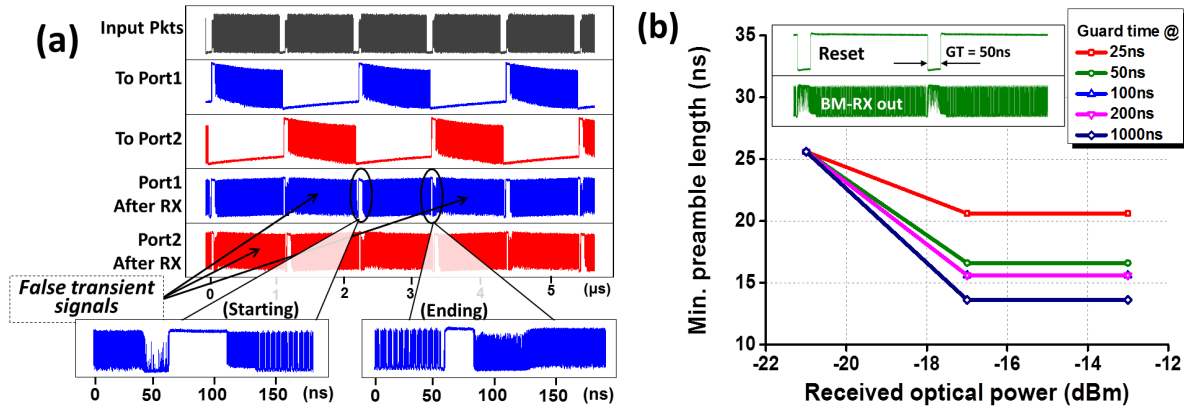 (a)
Input Pkts
To Port1
To Port2
Port1
After RX
Port2
After RX
False transient
signals
0 1 2 3 4 5 (μs)
(Starting)
(Ending)
0 50 100 150 (ns)
0 50 100 150 (ns)
(b)
Min. preamble length (ns)
35
30
25
20
15
10
Reset
GT = 50ns
BM-RX out
Guard time @
25ns
50ns
100ns
200ns
1000ns
-22 -20 -18 -16 -14 -12
Received optical power (dBm)